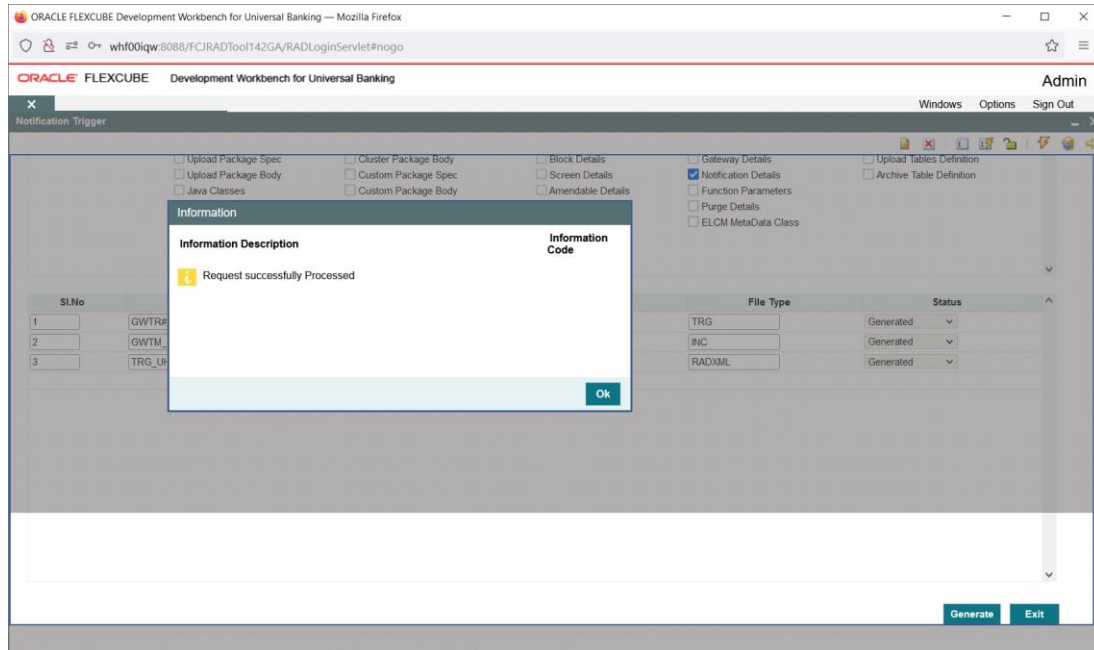 ORACLE FLEXCUBE Development Workbench for Universal Banking — Mozilla Firefox
whf00iqw:8088/FCJRADTool142GA/RADLoginServlet#nogo
ORACLE FLEXCUBE Development Workbench for Universal Banking Admin
X Windows Options Sign Out
Notification Trigger
Upload Package Spec Cluster Package Body Block Details Gateway Details Upload Tables Definition
Upload Package Body Custom Package Spec Screen Details Notification Details Archive Table Definition
Java Classes Custom Package Body Amendable Details Function Parameters
Purge Details
ELCM MetaData Class
Information
Information Description Information
Code
Request successfully Processed
Sl.No File Type Status
1 GWTR# TRG Generated
2 GWTM_ INC Generated
3 RADXML Generated
Ok
Generate Exit